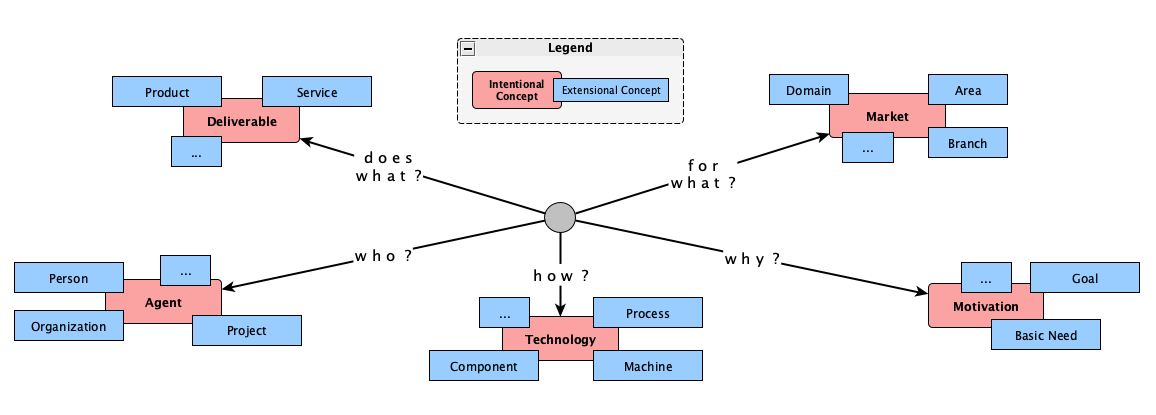 Legend
Intentional
Concept
Extensional Concept
Product
Service
Deliverable
...
Domain
Area
Market
...
Branch
does
what ?
for
what ?
who ?
how ?
why ?
Person
...
Agent
Organization
Project
...
Process
Technology
Component
Machine
...
Goal
Motivation
Basic Need